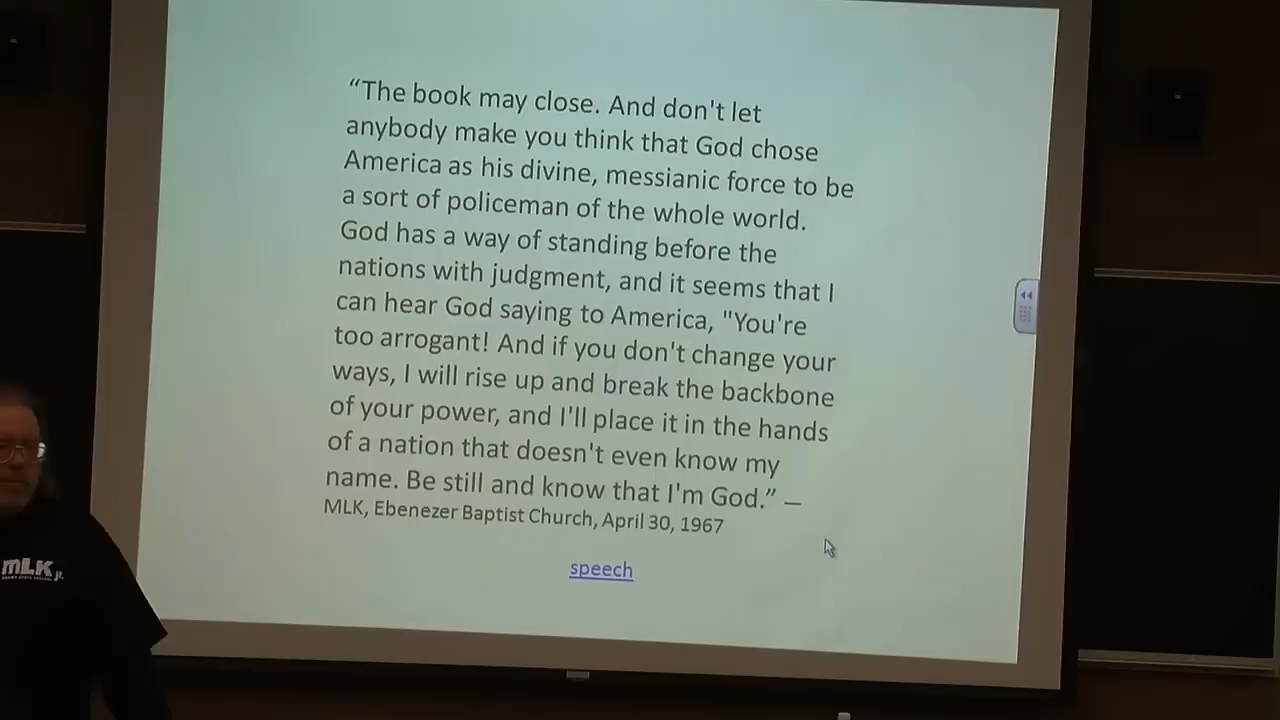 “The book may close. And don't let
anybody make you think that God chose
America as his divine, messianic force to be
a sort of policeman of the whole world.
God has a way of standing before the
nations with judgment, and it seems that I
can hear God saying to America, "You're
too arrogant! And if you don't change your
ways, I will rise up and break the backbone
of your power, and I'll place it in the hands
of a nation that doesn't even know my
name. Be still and know that I'm God.” —
MLK, Ebenezer Baptist Church, April 30, 1967
speech
mLK Jr.